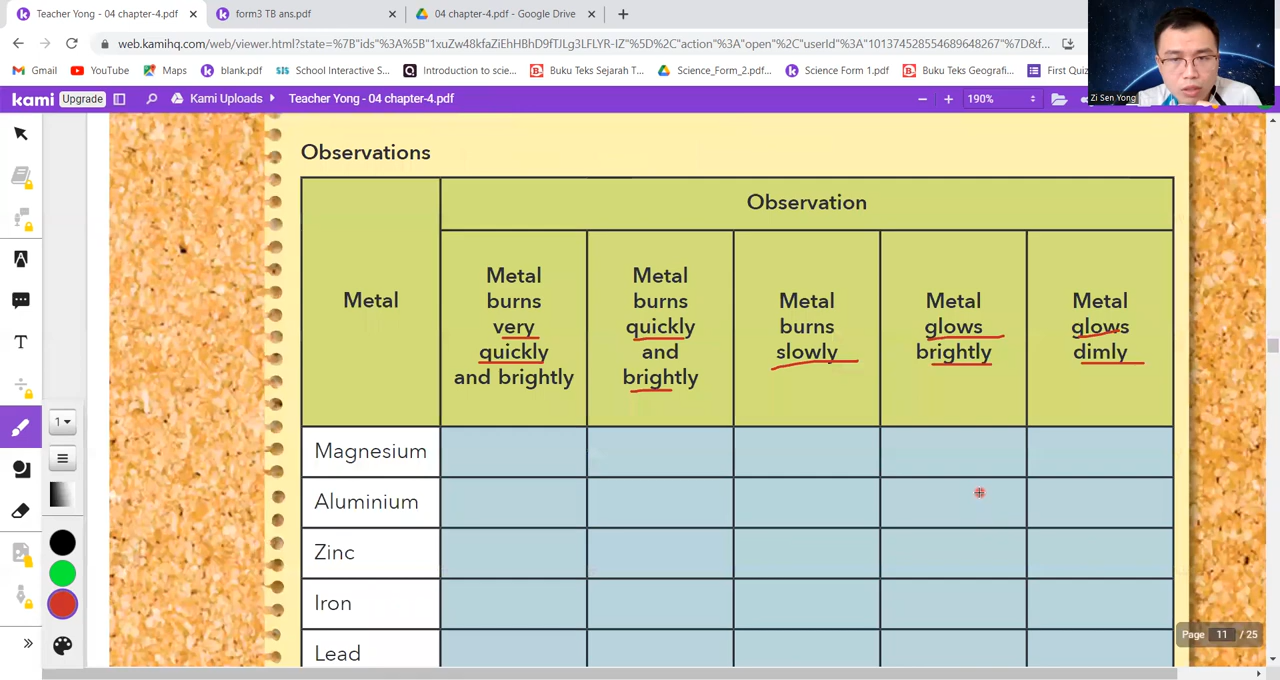 Teacher Yong - 04 chapter-4.pdf
form3 TB ans.pdf
04 chapter-4.pdf - Google Drive
web.kamihq.com/web/viewer.html?state=%7B"ids"%3A%5B"1xuZw48kfaZiEhHBhD9fTJLg3LFLYR-IZ"%5D%2C"action"%3A"open"%2C"userId"%3A"101374528554689648267"%7D&f...
Gmail
YouTube
Maps
blank.pdf
SIS School Interactive S...
Introduction to scie...
Buku Teks Sejarah T...
Science_Form_2.pdf...
Science Form 1.pdf
Buku Teks Geografi...
First Quiz
Zi Sen Yong
kami Upgrade
Kami Uploads
Teacher Yong - 04 chapter-4.pdf
190%
Observations
Metal
Observation
Metal
burns
very
quickly
and brightly
Metal
burns
quickly
and
brightly
Metal
burns
slowly
Metal
glows
brightly
Metal
glows
dimly
Magnesium
Aluminium
Zinc
Iron
Lead
1
Page 11 / 25